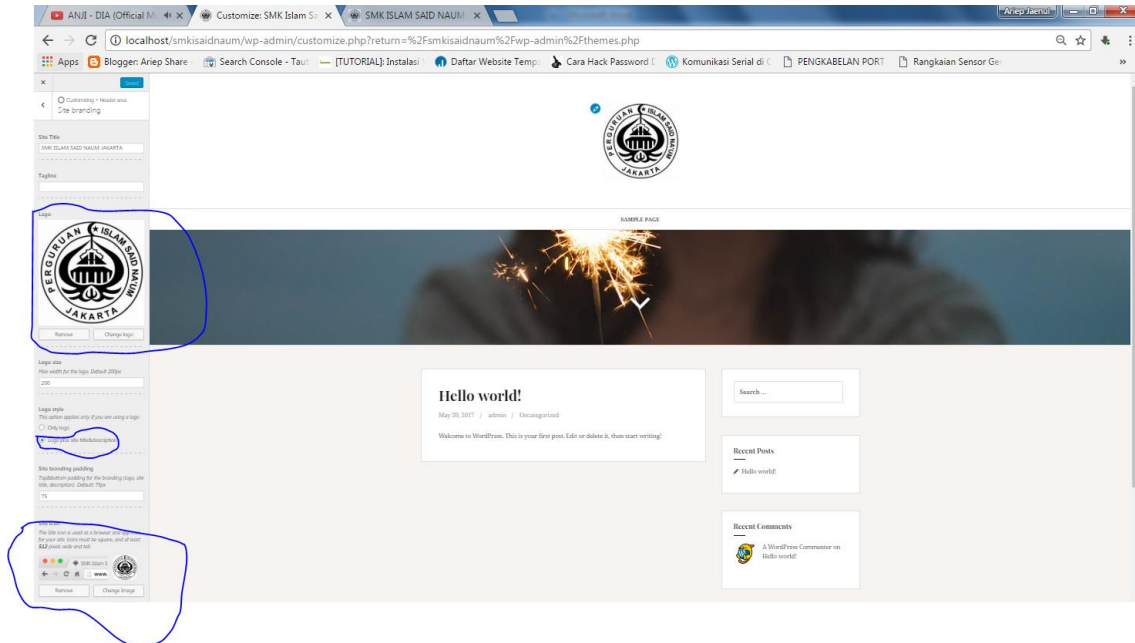 ANJI - DIA (Official M
Customize: SMK Islam Sa
SMK ISLAM SAID NAUM
Ariep Jaenul
localhost/smkisaidnaum/wp-admin/customize.php?return=%2Fsmkisaidnaum%2Fwp-admin%2Fthemes.php
Apps
Blogger: Ariep Share
Search Console - Taut
[TUTORIAL]: Instalasi
Daftar Website Temp
Cara Hack Password
Komunikasi Serial di C
PENGKABELAN PORT
Rangkaian Sensor Ge
Saved
Customizing • Header area
Site branding
Site Title
SMK ISLAM SAID NAUM JAKARTA
Tagline
Logo
PERGURUAN ISLAM SAID NA'UM
JAKARTA
Remove
Change logo
Logo size
Max width for the logo. Default 200px
200
Logo style
This option applies only if you are using a logo
Only logo
Logo plus site title&description
Site branding padding
Top&bottom padding for the branding (logo, site
title, description). Default: 75px
75
The Site Icon is used as a browser and app
for your site. Icons must be square, and at least
512 pixels wide and tall.
SMK Islam S
www.
Remove
Change Image
PERGURUAN ISLAM SAID NA'UM
JAKARTA
SAMPLE PAGE
Hello world!
May 20, 2017 / admin / Uncategorized
Welcome to WordPress. This is your first post. Edit or delete it, then start writing!
Search ...
Recent Posts
Hello world!
Recent Comments
A WordPress Commenter on
Hello world!